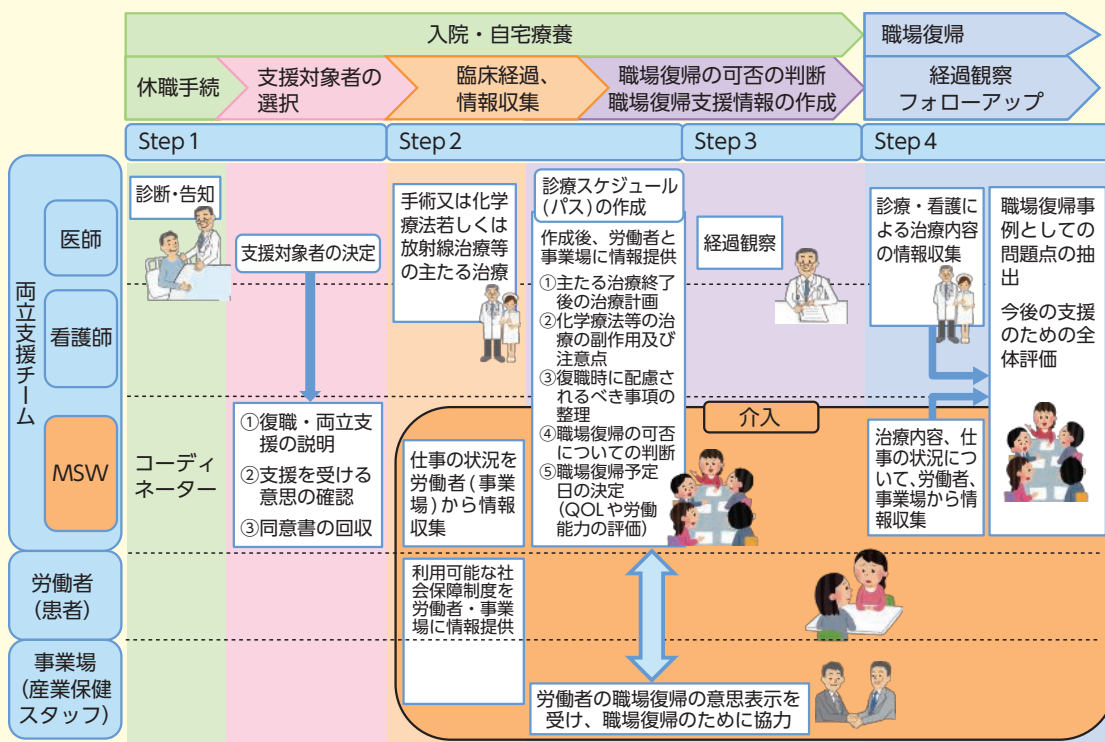 入院・自宅療養
職場復帰
休職手続
支援対象者の
選択
臨床経過、
情報収集
職場復帰の可否の判断
職場復帰支援情報の作成
経過観察
フォローアップ
Step 1
Step 2
Step 3
Step 4
両立支援チーム
医師
看護師
MSW
労働者
(患者)
事業場
(産業保健
スタッフ)
診断・告知
コーディ
ネーター
支援対象者の決定
①復職・両立支
援の説明
②支援を受ける
意思の確認
③同意書の回収
手術又は化学
療法若しくは
放射線治療等
の主たる治療
仕事の状況を
労働者(事業
場)から情報
収集
利用可能な社
会保障制度を
労働者・事業
場に情報提供
診療スケジュール
(パス)の作成
作成後、労働者と
事業場に情報提供
①主たる治療終了
後の治療計画
②化学療法等の治
療の副作用及び
注意点
③復職時に配慮さ
れるべき事項の
整理
④職場復帰の可否
についての判断
⑤職場復帰予定
日の決定
(QOLや労働
能力の評価)
経過観察
介入
労働者の職場復帰の意思表示を
受け、職場復帰のために協力
診療・看護に
よる治療内容
の情報収集
治療内容、仕
事の状況につ
いて、労働者、
事業場から情
報収集
職場復帰事
例としての
問題点の抽
出
今後の支援
のための全
体評価